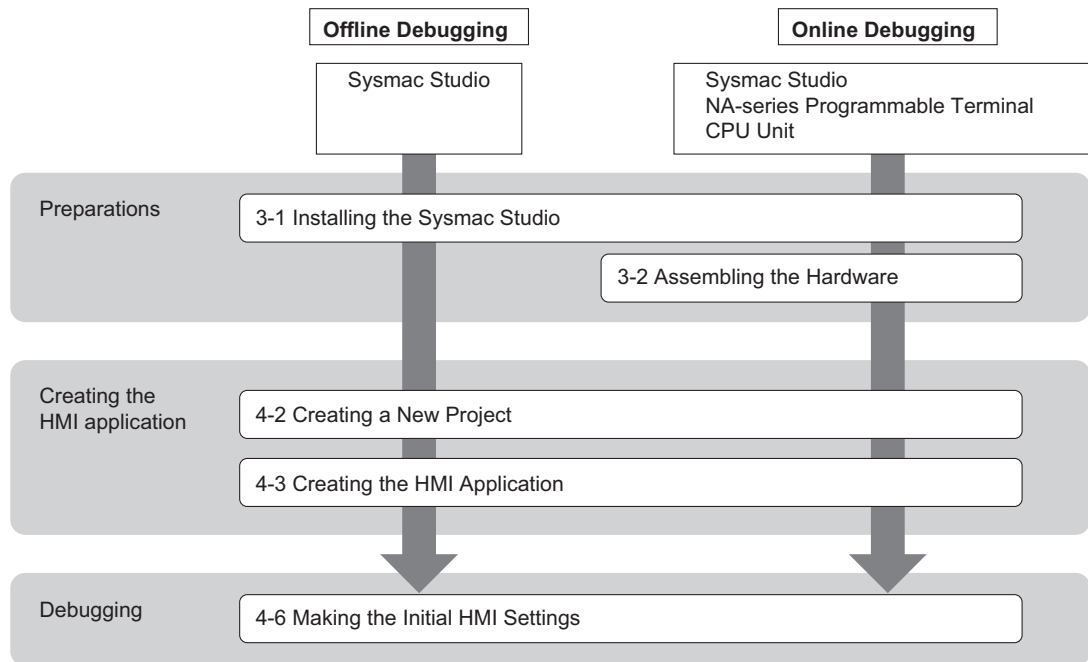 Offline Debugging
Online Debugging
Sysmac Studio
Sysmac Studio
NA-series Programmable Terminal
CPU Unit
Preparations
3-1 Installing the Sysmac Studio
3-2 Assembling the Hardware
Creating the
HMI application
4-2 Creating a New Project
4-3 Creating the HMI Application
Debugging
4-6 Making the Initial HMI Settings